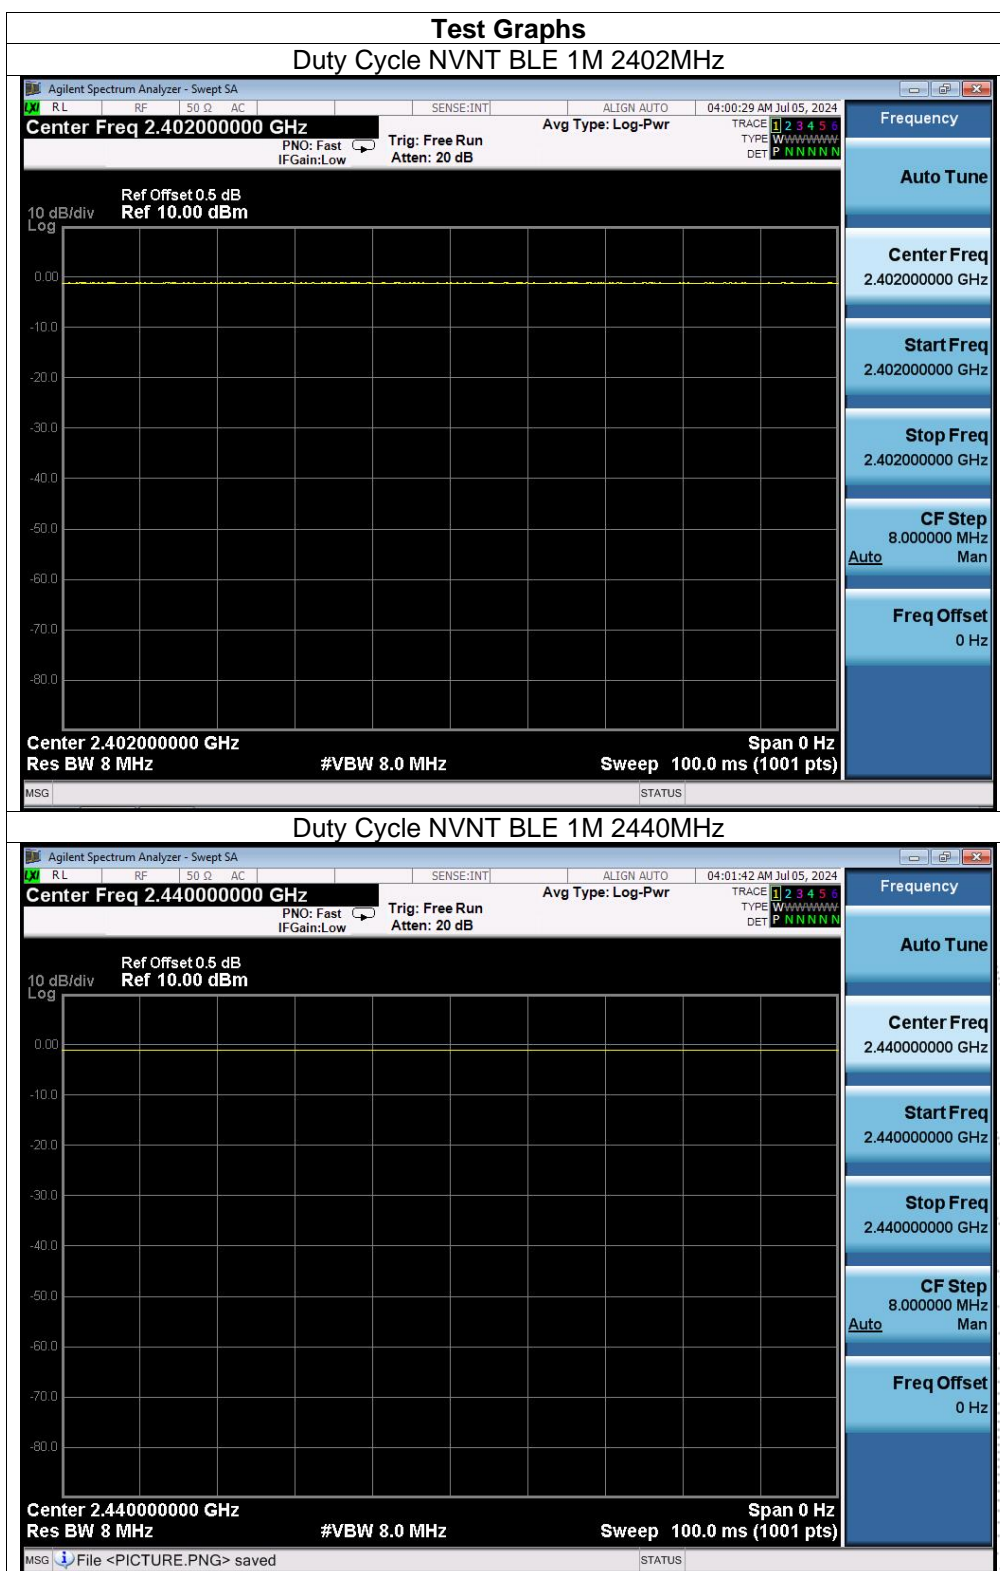 Test Graphs
Duty Cycle NVNT BLE 1M 2402MHz
Agilent Spectrum Analyzer - Swept SA
LXI RL RF 50 Ω AC SENSE:INT ALIGN AUTO 04:00:29 AM Jul 05, 2024
Center Freq 2.402000000 GHz Avg Type: Log-Pwr TRACE 1 2 3 4 5 6 Frequency
PNO: Fast Trig: Free Run TYPE WWWWWWW
IFGain:Low Atten: 20 dB DET P N N N N N
Auto Tune
Ref Offset 0.5 dB
10 dB/div Ref 10.00 dBm
Log
Center Freq
2.402000000 GHz
0.00
-10.0
Start Freq
2.402000000 GHz
-20.0
-30.0
Stop Freq
2.402000000 GHz
-40.0
-50.0
CF Step
8.000000 MHz
Auto Man
-60.0
Freq Offset
0 Hz
-70.0
-80.0
Center 2.402000000 GHz Span 0 Hz
Res BW 8 MHz #VBW 8.0 MHz Sweep 100.0 ms (1001 pts)
MSG STATUS
Duty Cycle NVNT BLE 1M 2440MHz
Agilent Spectrum Analyzer - Swept SA
LXI RL RF 50 Ω AC SENSE:INT ALIGN AUTO 04:01:42 AM Jul 05, 2024
Center Freq 2.440000000 GHz Avg Type: Log-Pwr TRACE 1 2 3 4 5 6 Frequency
PNO: Fast Trig: Free Run TYPE WWWWWWW
IFGain:Low Atten: 20 dB DET P N N N N N
Auto Tune
Ref Offset 0.5 dB
10 dB/div Ref 10.00 dBm
Log
Center Freq
2.440000000 GHz
0.00
-10.0
Start Freq
2.440000000 GHz
-20.0
-30.0
Stop Freq
2.440000000 GHz
-40.0
-50.0
CF Step
8.000000 MHz
Auto Man
-60.0
Freq Offset
0 Hz
-70.0
-80.0
Center 2.440000000 GHz Span 0 Hz
Res BW 8 MHz #VBW 8.0 MHz Sweep 100.0 ms (1001 pts)
MSG File <PICTURE.PNG> saved STATUS